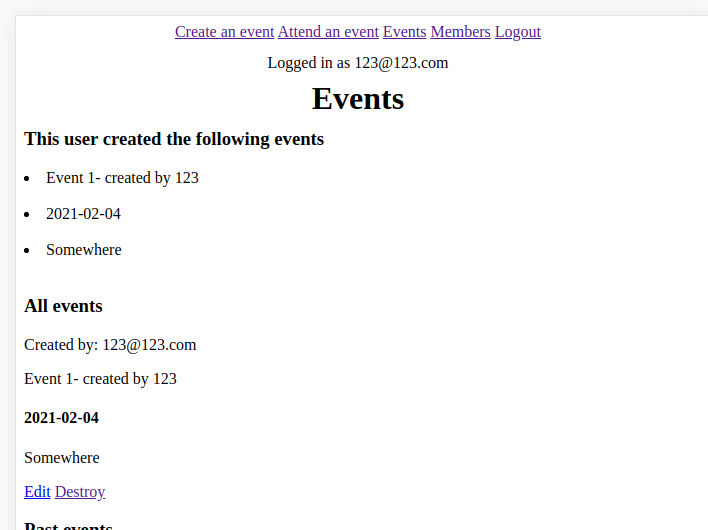 Create an event Attend an event Events Members Logout
Logged in as 123@123.com
Events
This user created the following events
Event 1- created by 123
2021-02-04
Somewhere
All events
Created by: 123@123.com
Event 1- created by 123
2021-02-04
Somewhere
Edit Destroy
Past events